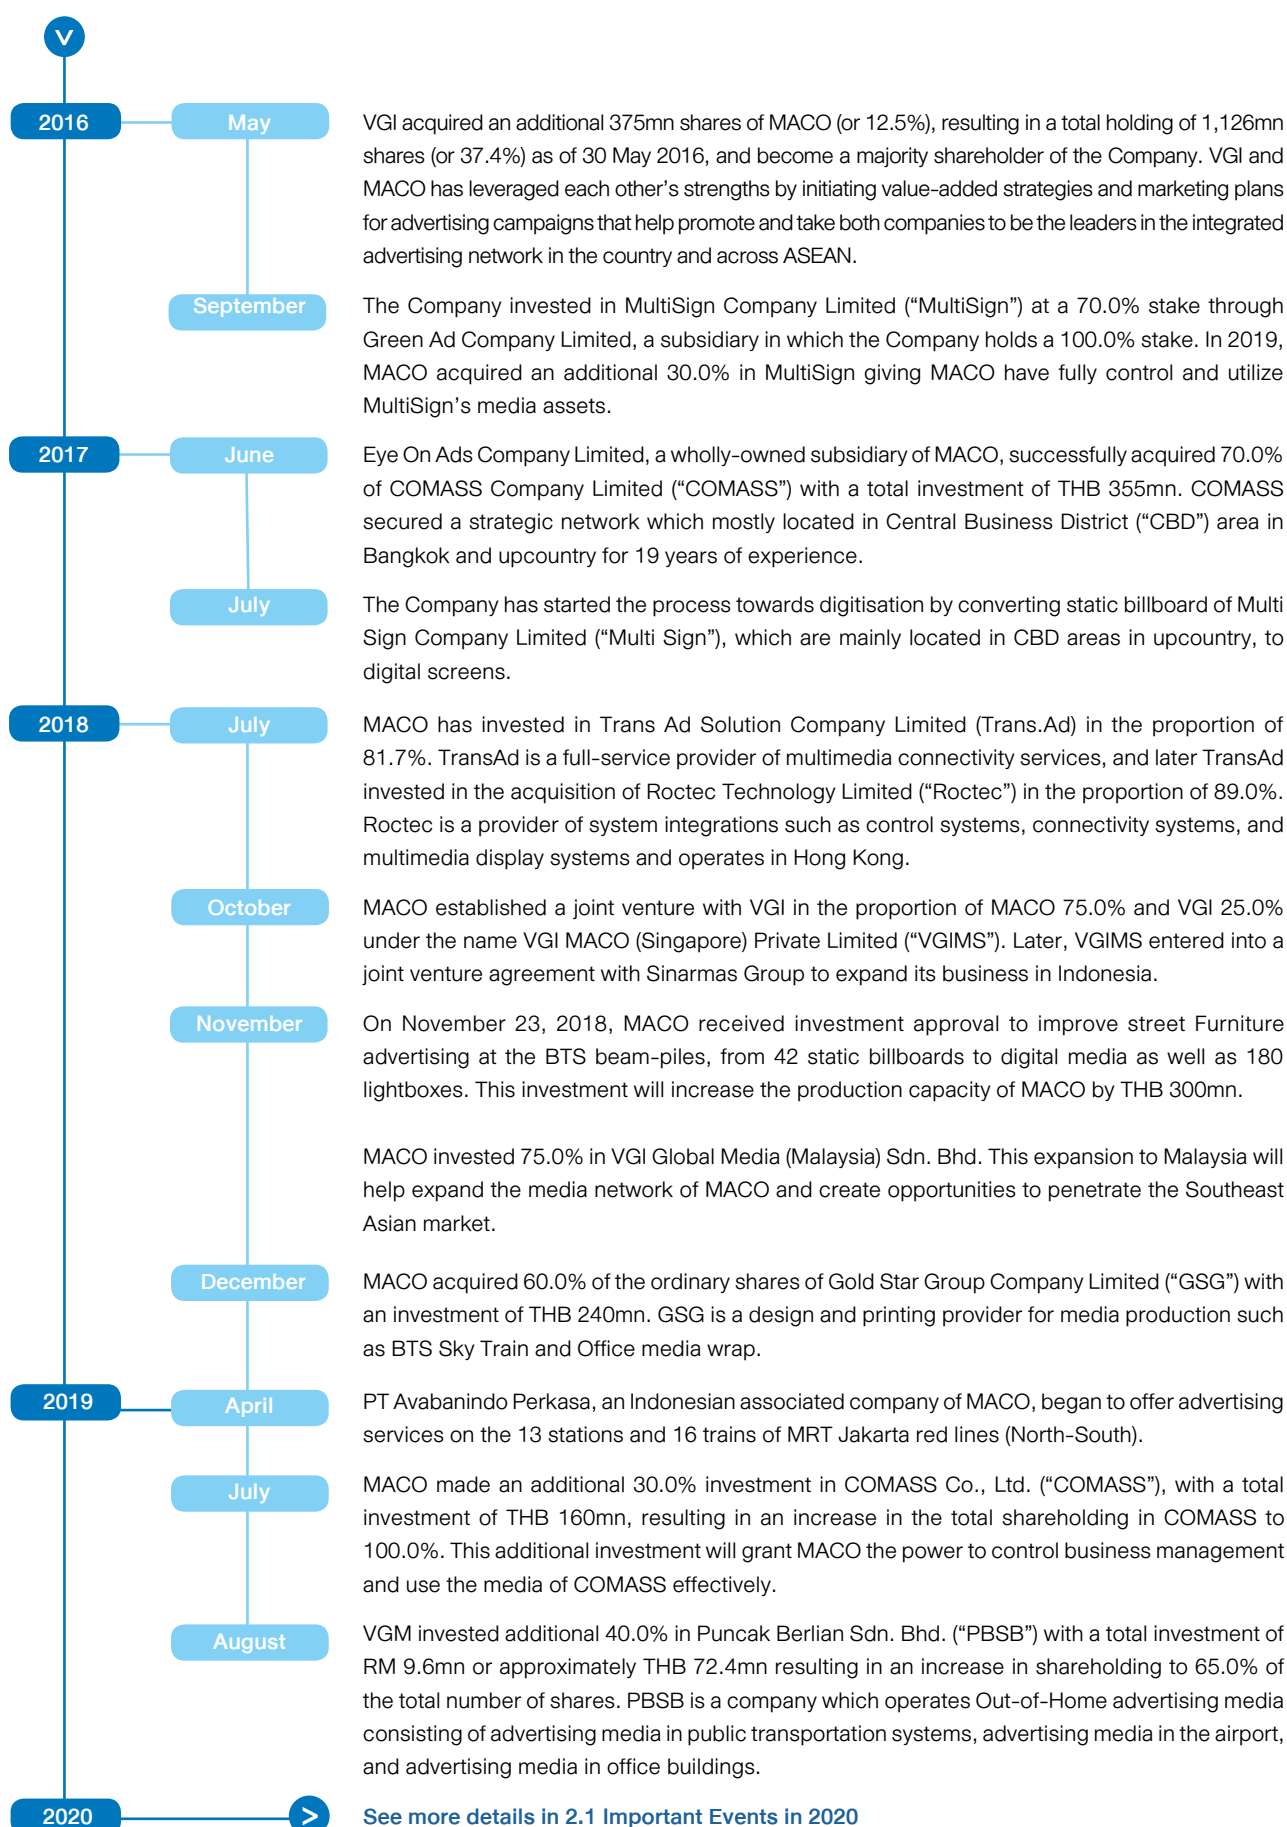 2016
May
VGI acquired an additional 375mn shares of MACO (or 12.5%), resulting in a total holding of 1,126mn
shares (or 37.4%) as of 30 May 2016, and become a majority shareholder of the Company. VGI and
MACO has leveraged each other's strengths by initiating value-added strategies and marketing plans
for advertising campaigns that help promote and take both companies to be the leaders in the integrated
advertising network in the country and across ASEAN.
September
The Company invested in MultiSign Company Limited (“MultiSign”) at a 70.0% stake through
Green Ad Company Limited, a subsidiary in which the Company holds a 100.0% stake. In 2019,
MACO acquired an additional 30.0% in MultiSign giving MACO have fully control and utilize
MultiSign's media assets.
2017
June
Eye On Ads Company Limited, a wholly-owned subsidiary of MACO, successfully acquired 70.0%
of COMASS Company Limited (“COMASS”) with a total investment of THB 355mn. COMASS
secured a strategic network which mostly located in Central Business District (“CBD”) area in
Bangkok and upcountry for 19 years of experience.
July
The Company has started the process towards digitisation by converting static billboard of Multi
Sign Company Limited (“Multi Sign”), which are mainly located in CBD areas in upcountry, to
digital screens.
2018
July
MACO has invested in Trans Ad Solution Company Limited (Trans.Ad) in the proportion of
81.7%. TransAd is a full-service provider of multimedia connectivity services, and later TransAd
invested in the acquisition of Roctec Technology Limited (“Roctec”) in the proportion of 89.0%.
Roctec is a provider of system integrations such as control systems, connectivity systems, and
multimedia display systems and operates in Hong Kong.
October
MACO established a joint venture with VGI in the proportion of MACO 75.0% and VGI 25.0%
under the name VGI MACO (Singapore) Private Limited (“VGIMS”). Later, VGIMS entered into a
joint venture agreement with Sinarmas Group to expand its business in Indonesia.
November
On November 23, 2018, MACO received investment approval to improve street Furniture
advertising at the BTS beam-piles, from 42 static billboards to digital media as well as 180
lightboxes. This investment will increase the production capacity of MACO by THB 300mn.
MACO invested 75.0% in VGI Global Media (Malaysia) Sdn. Bhd. This expansion to Malaysia will
help expand the media network of MACO and create opportunities to penetrate the Southeast
Asian market.
December
MACO acquired 60.0% of the ordinary shares of Gold Star Group Company Limited (“GSG”) with
an investment of THB 240mn. GSG is a design and printing provider for media production such
as BTS Sky Train and Office media wrap.
2019
April
PT Avabanindo Perkasa, an Indonesian associated company of MACO, began to offer advertising
services on the 13 stations and 16 trains of MRT Jakarta red lines (North-South).
July
MACO made an additional 30.0% investment in COMASS Co., Ltd. (“COMASS”), with a total
investment of THB 160mn, resulting in an increase in the total shareholding in COMASS to
100.0%. This additional investment will grant MACO the power to control business management
and use the media of COMASS effectively.
August
VGM invested additional 40.0% in Puncak Berlian Sdn. Bhd. (“PBSB”) with a total investment of
RM 9.6mn or approximately THB 72.4mn resulting in an increase in shareholding to 65.0% of
the total number of shares. PBSB is a company which operates Out-of-Home advertising media
consisting of advertising media in public transportation systems, advertising media in the airport,
and advertising media in office buildings.
2020
See more details in 2.1 Important Events in 2020